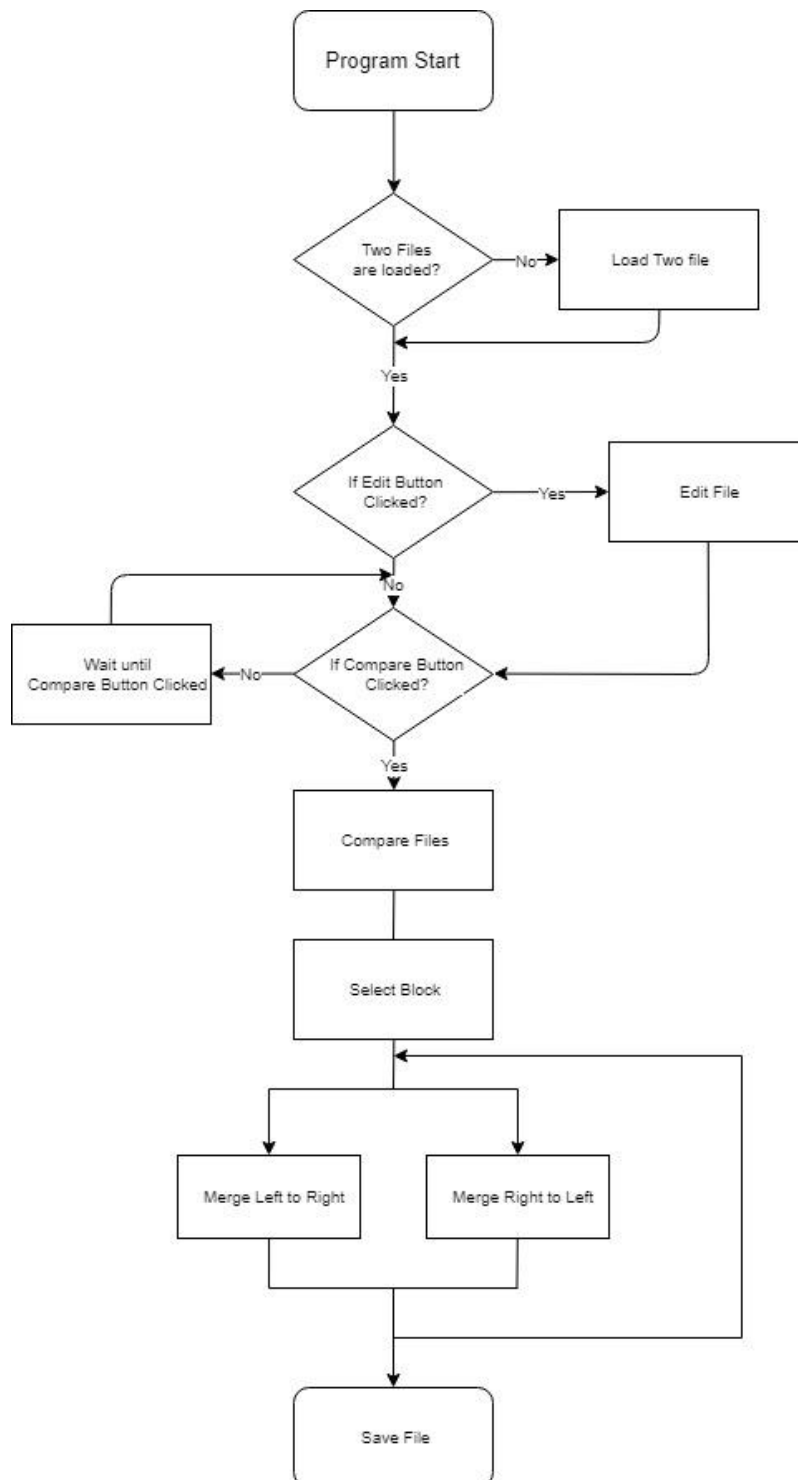 Program Start
Two Files
are loaded?
No
Load Two file
Yes
If Edit Button
Clicked?
Yes
Edit File
No
Wait until
Compare Button Clicked
No
If Compare Button
Clicked?
Yes
Compare Files
Select Block
Merge Left to Right
Merge Right to Left
Save File